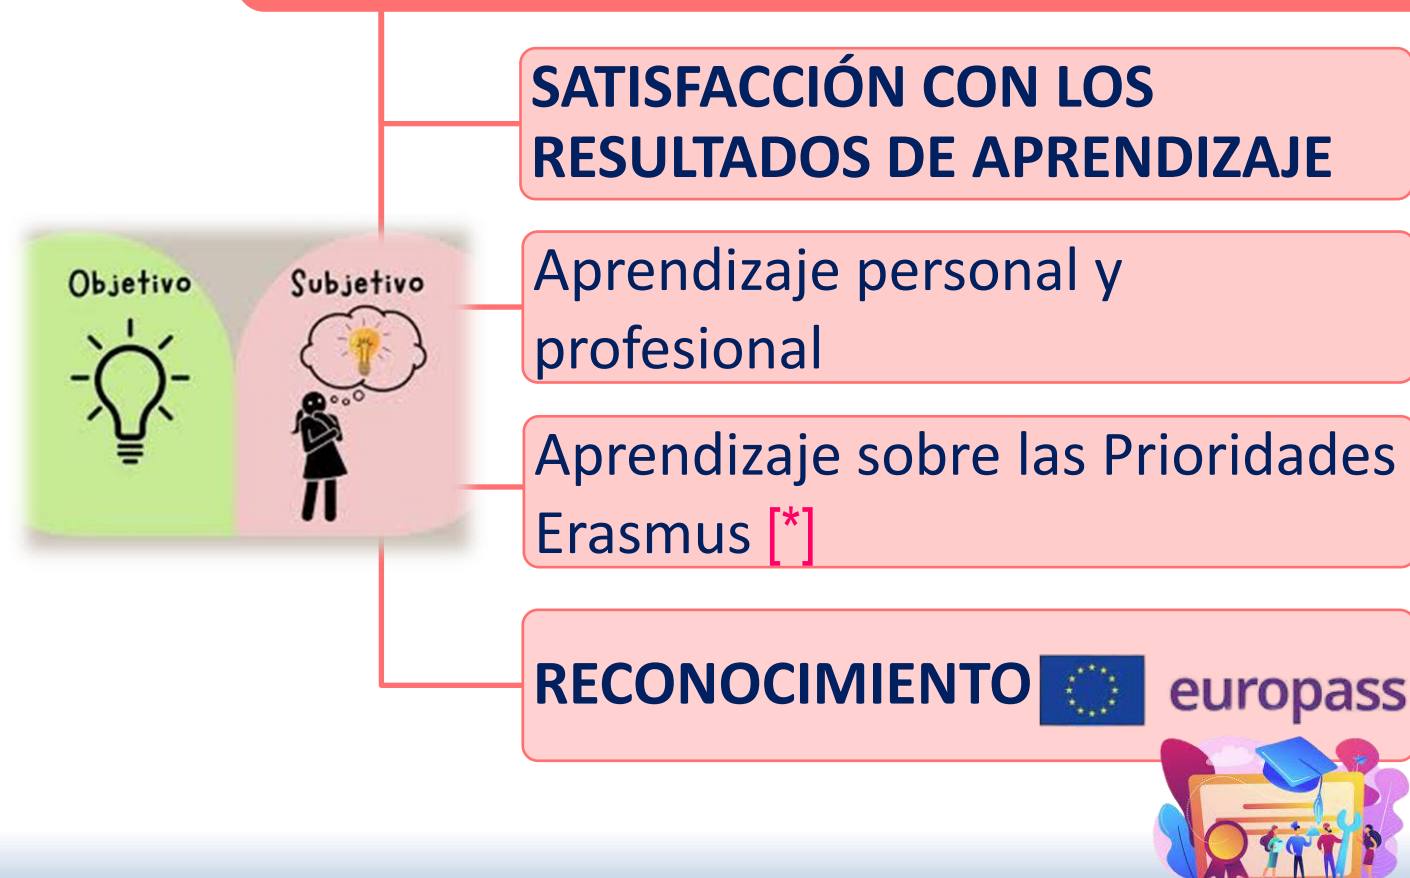 SATISFACCIÓN CON LOS
RESULTADOS DE APRENDIZAJE
Objetivo
Subjetivo
Aprendizaje personal y
profesional
Aprendizaje sobre las Prioridades
Erasmus [*]
RECONOCIMIENTO
europass